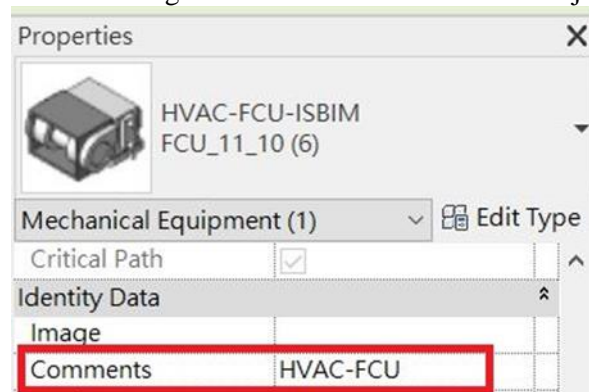 Properties
HVAC-FCU-ISBIM
FCU_11_10 (6)
Mechanical Equipment (1)
Edit Type
Critical Path
Identity Data
Image
Comments HVAC-FCU